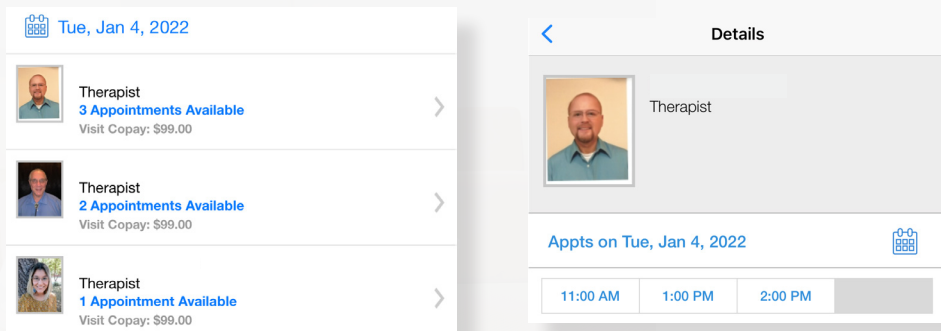 Tue, Jan 4, 2022
Therapist
3 Appointments Available
Visit Copay: $99.00
Therapist
2 Appointments Available
Visit Copay: $99.00
Therapist
1 Appointment Available
Visit Copay: $99.00
Details
Therapist
Appts on Tue, Jan 4, 2022
11:00 AM 1:00 PM 2:00 PM